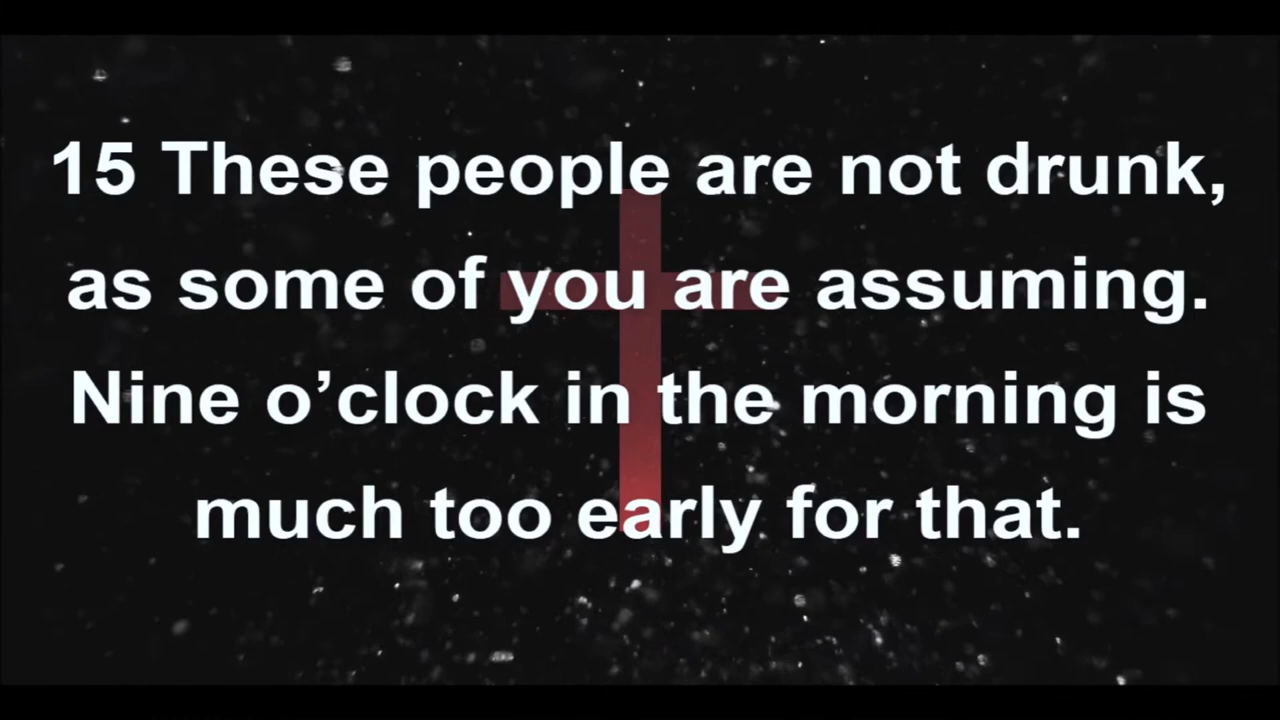 15 These people are not drunk,
as some of you are assuming.
Nine o’clock in the morning is
much too early for that.